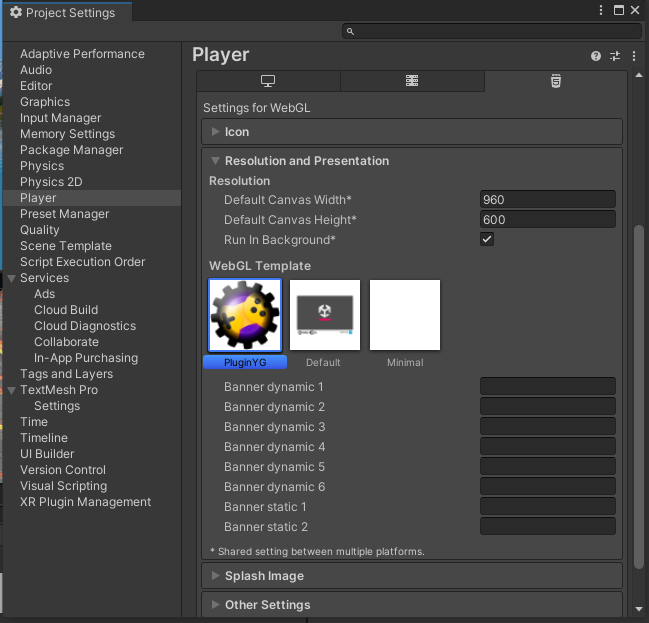 Project Settings
Adaptive Performance
Audio
Editor
Graphics
Input Manager
Memory Settings
Package Manager
Physics
Physics 2D
Player
Preset Manager
Quality
Scene Template
Script Execution Order
Services
Ads
Cloud Build
Cloud Diagnostics
Collaborate
In-App Purchasing
Tags and Layers
TextMesh Pro
Settings
Time
Timeline
UI Builder
Version Control
Visual Scripting
XR Plugin Management
Player
Settings for WebGL
Icon
Resolution and Presentation
Resolution
Default Canvas Width* 960
Default Canvas Height* 600
Run In Background*
WebGL Template
PluginYG Default Minimal
Banner dynamic 1
Banner dynamic 2
Banner dynamic 3
Banner dynamic 4
Banner dynamic 5
Banner dynamic 6
Banner static 1
Banner static 2
* Shared setting between multiple platforms.
Splash Image
Other Settings